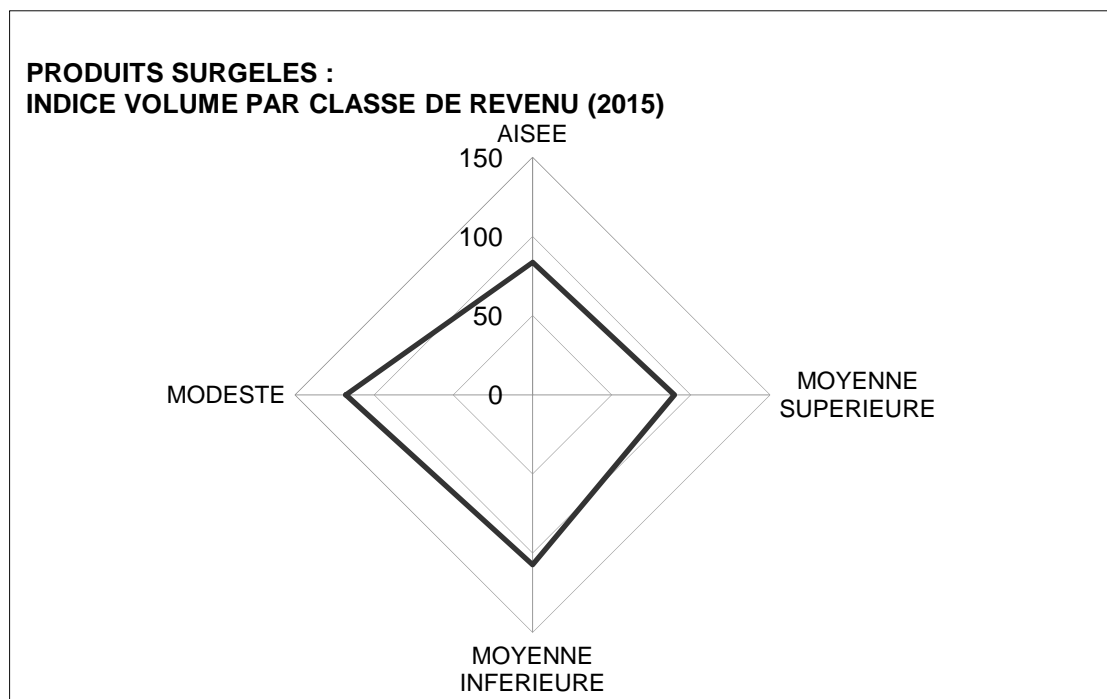 PRODUITS SURGELES :
INDICE VOLUME PAR CLASSE DE REVENU (2015)
AISEE
150
100
50
0
MODESTE
MOYENNE
SUPERIEURE
MOYENNE
INFERIEURE